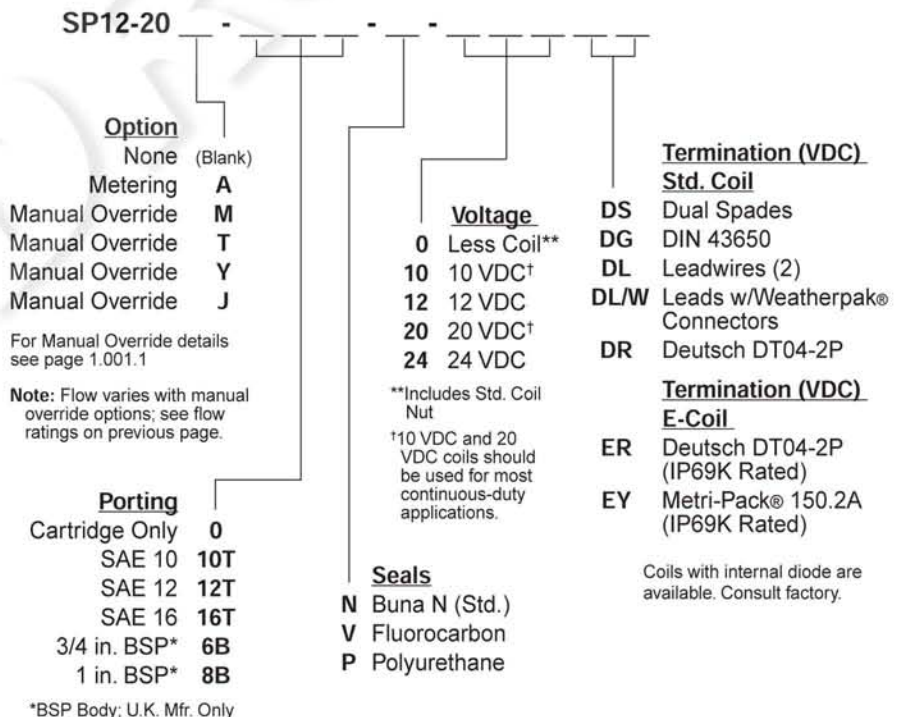 SP12-20 __ - __ __ __ - __ - __ __ __ __ __
Option
None (Blank)
Metering A
Manual Override M
Manual Override T
Manual Override Y
Manual Override J
For Manual Override details
see page 1.001.1
Note: Flow varies with manual
override options; see flow
ratings on previous page.
Porting
Cartridge Only 0
SAE 10 10T
SAE 12 12T
SAE 16 16T
3/4 in. BSP* 6B
1 in. BSP* 8B
*BSP Body; U.K. Mfr. Only
Seals
N Buna N (Std.)
V Fluorocarbon
P Polyurethane
Voltage
0 Less Coil**
10 10 VDC†
12 12 VDC
20 20 VDC†
24 24 VDC
**Includes Std. Coil
Nut
†10 VDC and 20
VDC coils should
be used for most
continuous-duty
applications.
Termination (VDC)
Std. Coil
DS Dual Spades
DG DIN 43650
DL Leadwires (2)
DL/W Leads w/Weatherpak®
Connectors
DR Deutsch DT04-2P
Termination (VDC)
E-Coil
ER Deutsch DT04-2P
(IP69K Rated)
EY Metri-Pack® 150.2A
(IP69K Rated)
Coils with internal diode are
available. Consult factory.